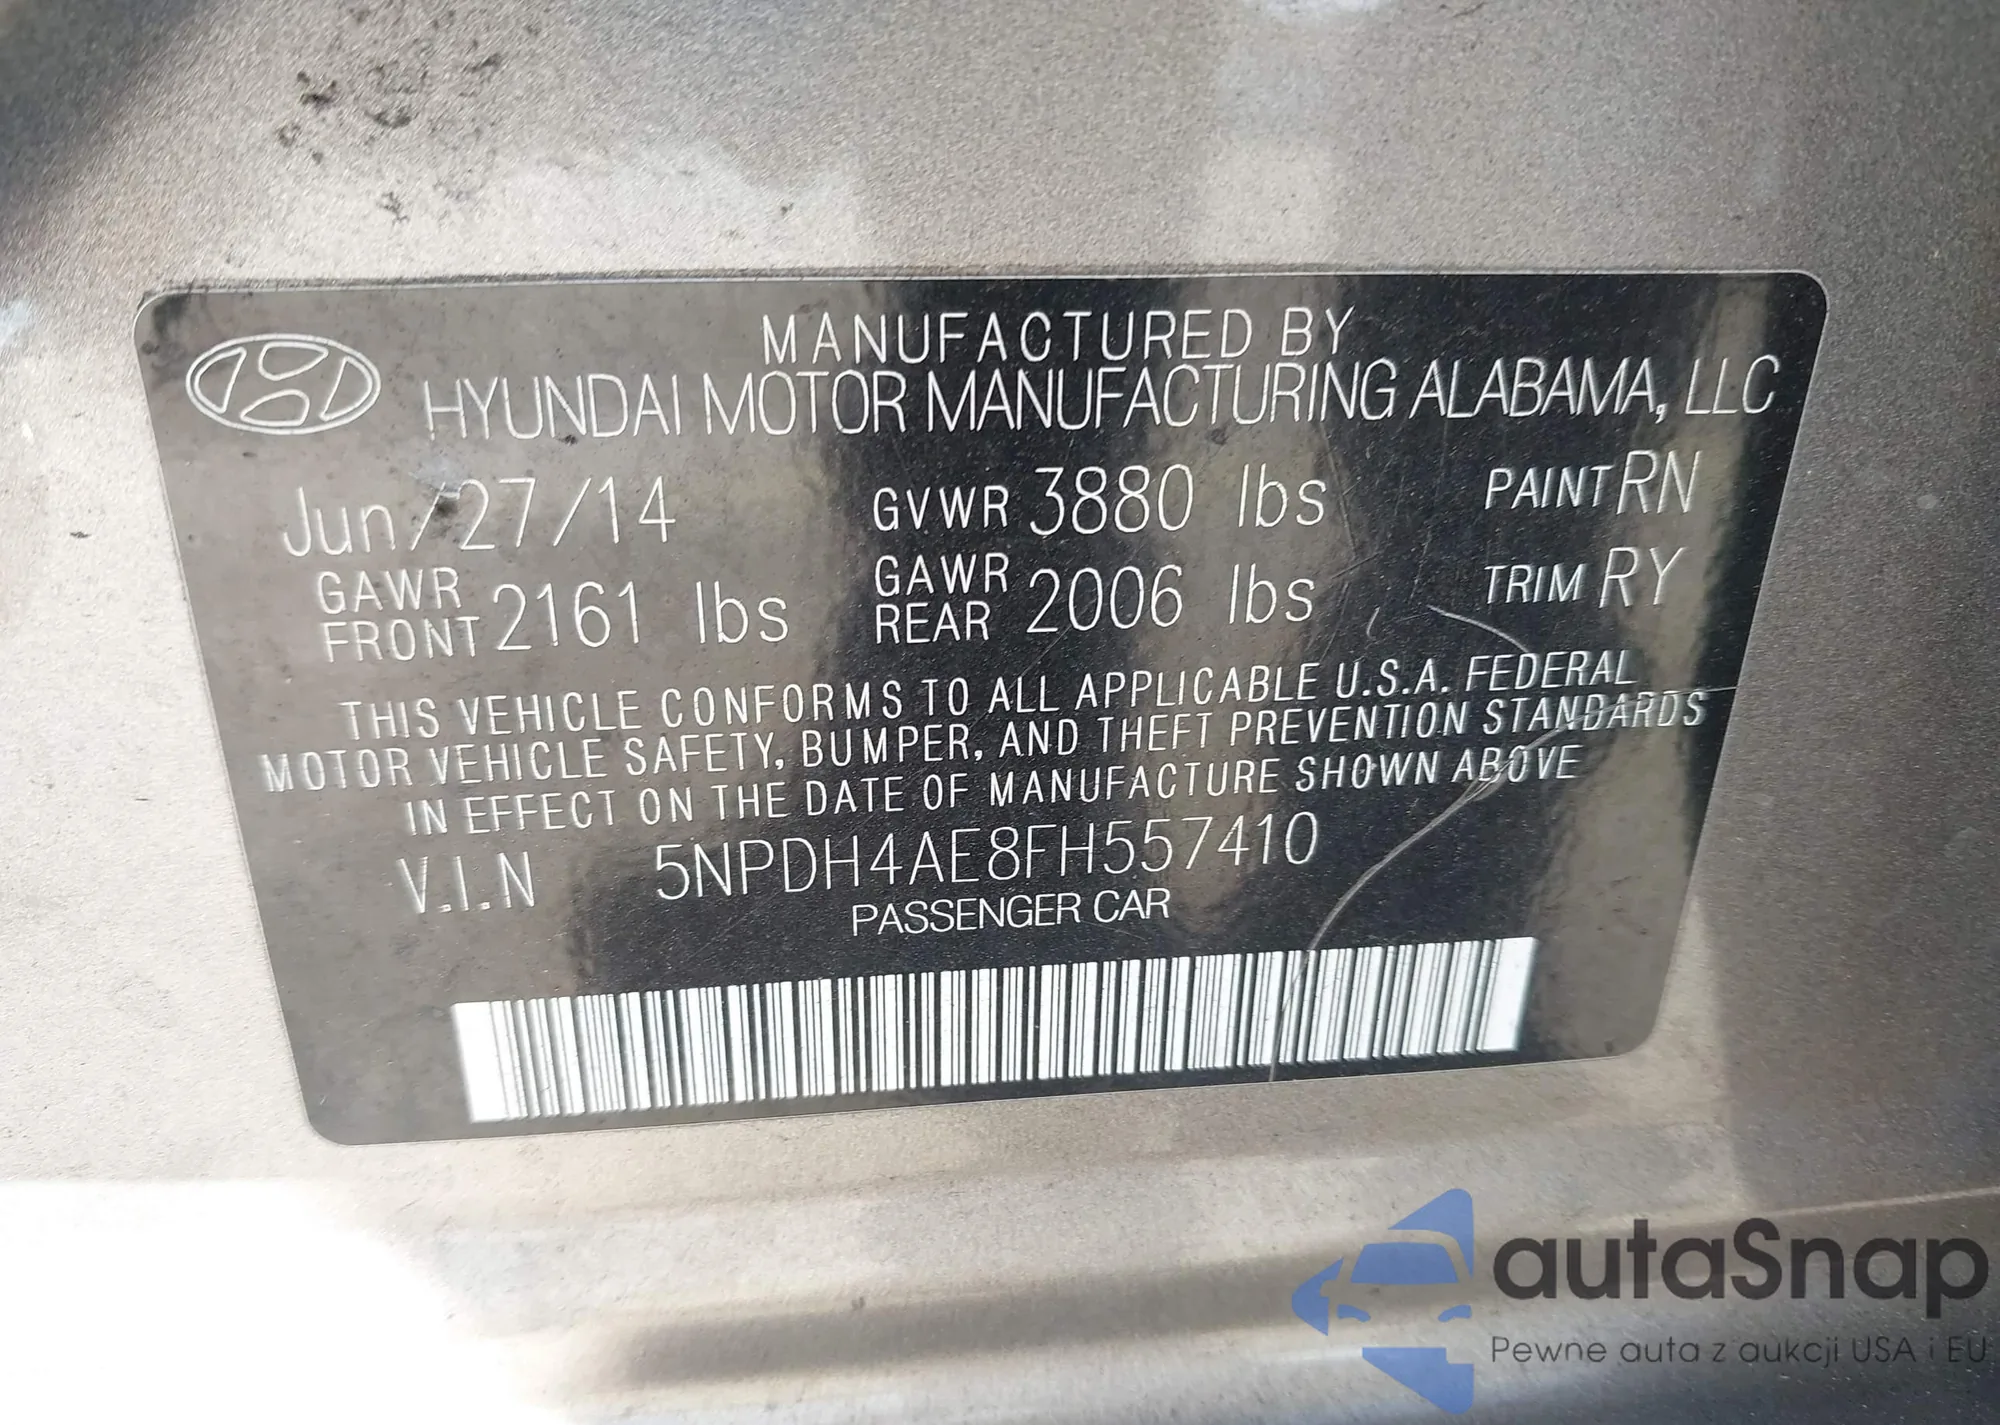 MANUFACTURED BY
HYUNDAI MOTOR MANUFACTURING ALABAMA, LLC
Jun/27/14 GVWR 3880 lbs PAINT RN
GAWR FRONT 2161 lbs GAWR REAR 2006 lbs TRIM RY
THIS VEHICLE CONFORMS TO ALL APPLICABLE U.S.A. FEDERAL
MOTOR VEHICLE SAFETY, BUMPER, AND THEFT PREVENTION STANDARDS
IN EFFECT ON THE DATE OF MANUFACTURE SHOWN ABOVE
V.I.N 5NPDH4AE8FH557410
PASSENGER CAR
autaSnap
Pewne auta z aukcji USA i EU